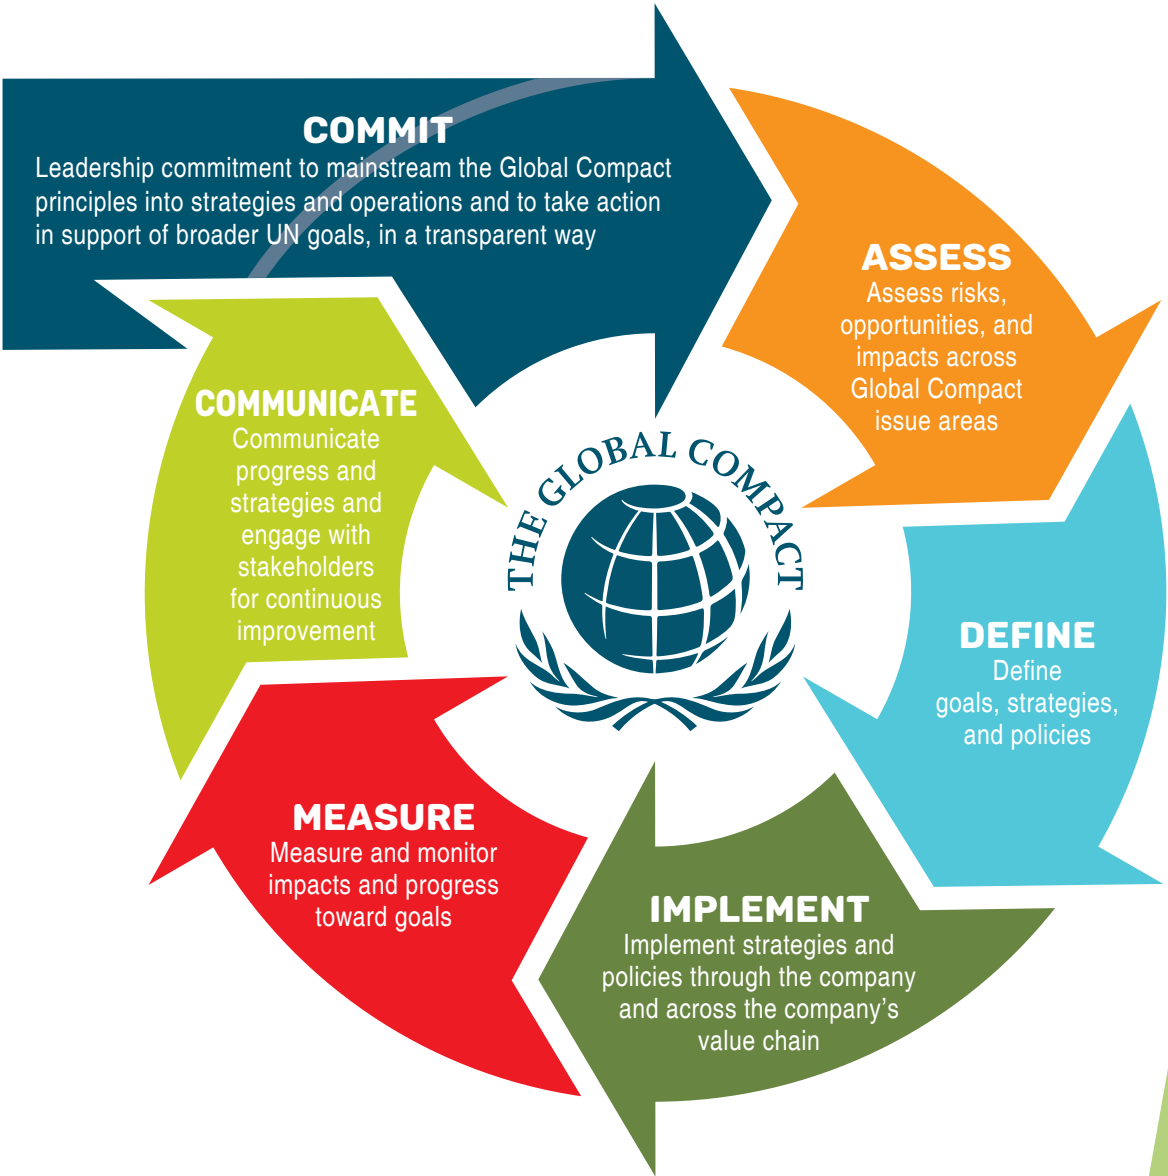 COMMIT
Leadership commitment to mainstream the Global Compact
principles into strategies and operations and to take action
in support of broader UN goals, in a transparent way
ASSESS
Assess risks,
opportunities, and
impacts across
Global Compact
issue areas
DEFINE
Define
goals, strategies,
and policies
IMPLEMENT
Implement strategies and
policies through the company
and across the company's
value chain
MEASURE
Measure and monitor
impacts and progress
toward goals
COMMUNICATE
Communicate
progress and
strategies and
engage with
stakeholders
for continuous
improvement
THE GLOBAL COMPACT